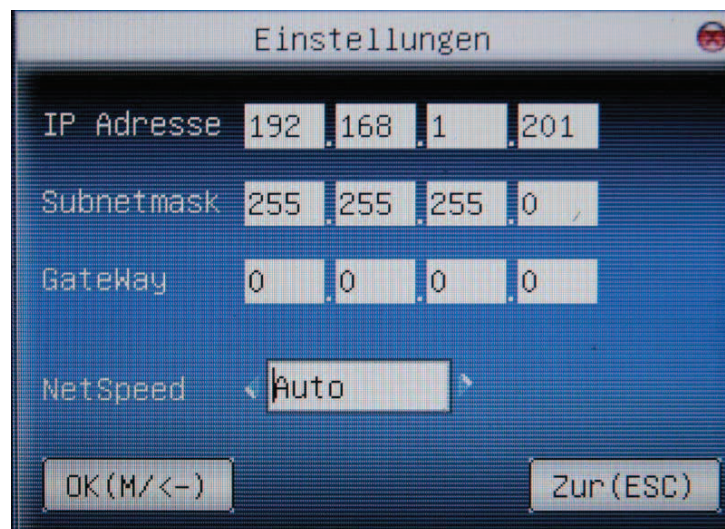 Einstellungen
IP Adresse 192.168.1.201
Subnetmask 255.255.255.0
GateWay 0.0.0.0
NetSpeed Auto
OK(M/<-) Zur(ESC)